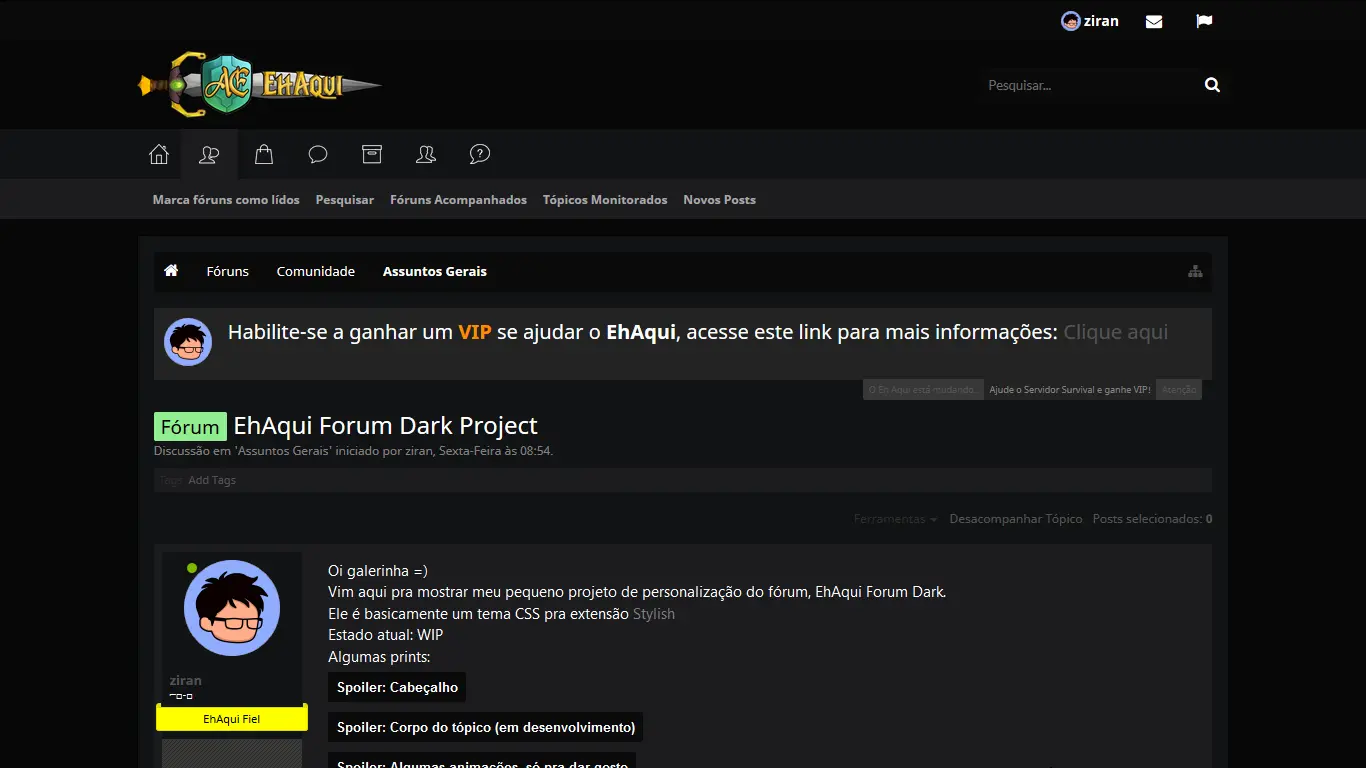 ziran
AE EHAQUI
Pesquisar...
Marca fóruns como lídos Pesquisar Fóruns Acompanhados Tópicos Monitorados Novos Posts
Fóruns Comunidade Assuntos Gerais
Habilite-se a ganhar um VIP se ajudar o EhAqui, acesse este link para mais informações: Clique aqui
O Eh Aqui está mudando.. Ajude o Servidor Survival e ganhe VIP! Atenção
Fórum EhAqui Forum Dark Project
Discussão em 'Assuntos Gerais' iniciado por ziran, Sexta-Feira às 08:54.
Tags: Add Tags
Ferramentas Desacompanhar Tópico Posts selecionados: 0
Oi galerinha =)
Vim aqui pra mostrar meu pequeno projeto de personalização do fórum, EhAqui Forum Dark.
Ele é basicamente um tema CSS pra extensão Stylish
Estado atual: WIP
Algumas prints:
ziran
EhAqui Fiel
Spoiler: Cabeçalho
Spoiler: Corpo do tópico (em desenvolvimento)
Spoiler: Algumas animações, só pra dar gosto